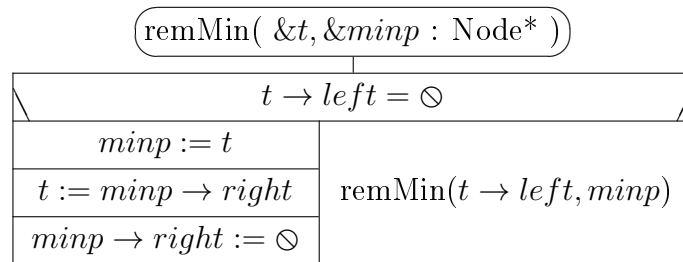 remMin( &t, &minp : Node* )
t → left = ⦸
minp := t
t := minp → right
minp → right := ⦸
remMin(t → left, minp)